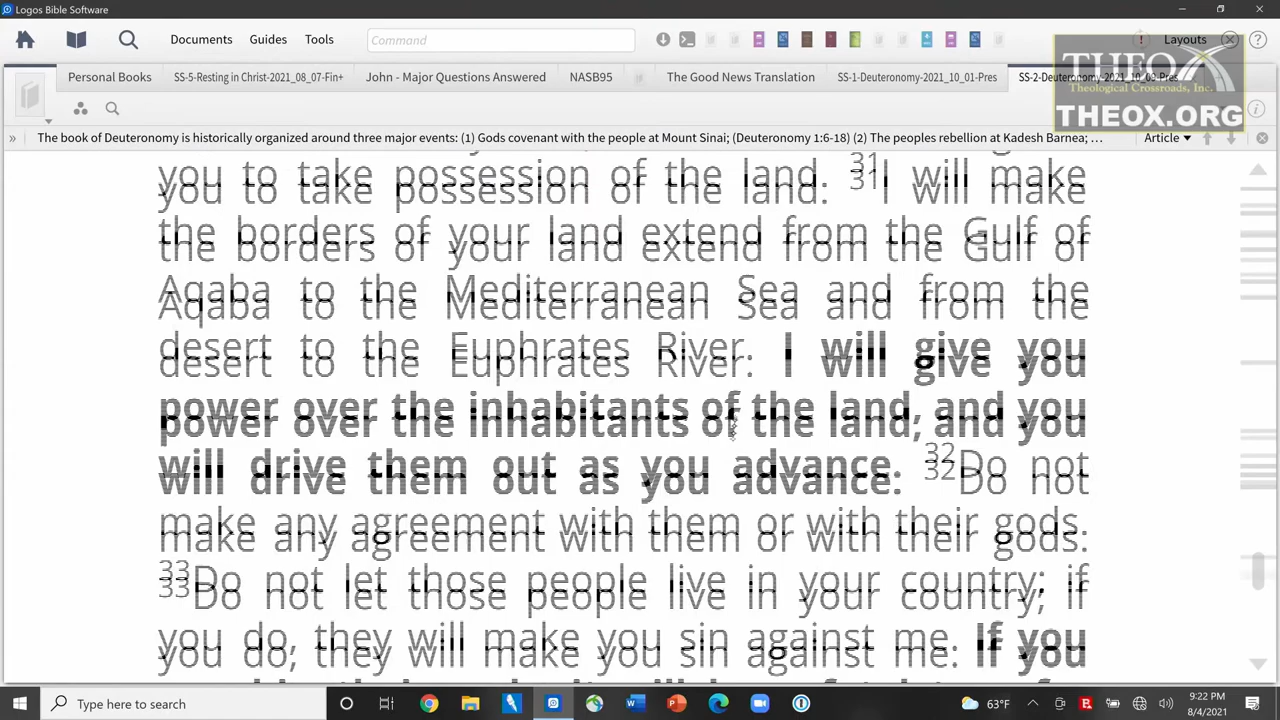 Logos Bible Software
Documents Guides Tools Command Layouts
Personal Books SS-5-Resting in Christ-2021_08_07-Fin+ John - Major Questions Answered NASB95 The Good News Translation SS-1-Deuteronomy-2021_10_01-Pres
THEOX
Theological Crossroads, Inc.
THEOX.ORG
» The book of Deuteronomy is historically organized around three major events: (1) Gods covenant with the people at Mount Sinai; (Deuteronomy 1:6-18) (2) The peoples rebellion at Kadesh Barnea; … Article
you to take possession of the land. 31I will make
the borders of your land extend from the Gulf of
Aqaba to the Mediterranean Sea and from the
desert to the Euphrates River. I will give you
power over the inhabitants of the land, and you
will drive them out as you advance. 32Do not
make any agreement with them or with their gods.
33Do not let those people live in your country; if
you do, they will make you sin against me. If you
Type here to search 63°F 9:22 PM
8/4/2021